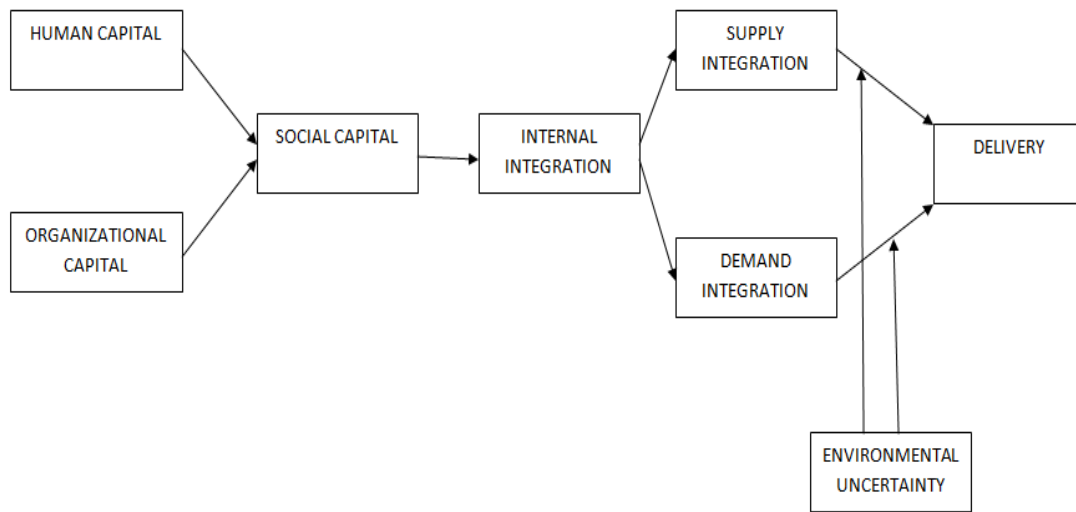 HUMAN CAPITAL
ORGANIZATIONAL
CAPITAL
SOCIAL CAPITAL
INTERNAL
INTEGRATION
SUPPLY
INTEGRATION
DEMAND
INTEGRATION
DELIVERY
ENVIRONMENTAL
UNCERTAINTY